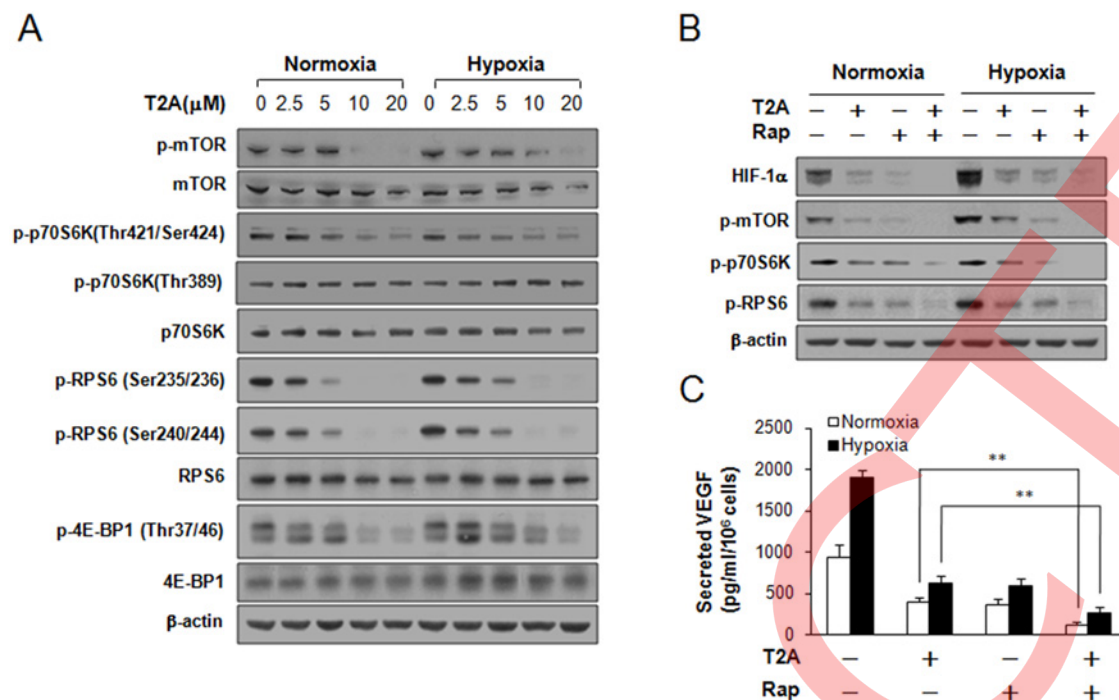 A
Normoxia Hypoxia
T2A(μM) 0 2.5 5 10 20 0 2.5 5 10 20
p-mTOR
mTOR
p-p70S6K(Thr421/Ser424)
p-p70S6K(Thr389)
p70S6K
p-RPS6 (Ser235/236)
p-RPS6 (Ser240/244)
RPS6
p-4E-BP1 (Thr37/46)
4E-BP1
β-actin
B
Normoxia Hypoxia
T2A − + − + − + − +
Rap − − + + − − + +
HIF-1α
p-mTOR
p-p70S6K
p-RPS6
β-actin
C
Normoxia
Hypoxia
Secreted VEGF
(pg/ml/10⁶ cells)
2500
2000
1500
1000
500
0
**
**
T2A − + − +
Rap − − + +